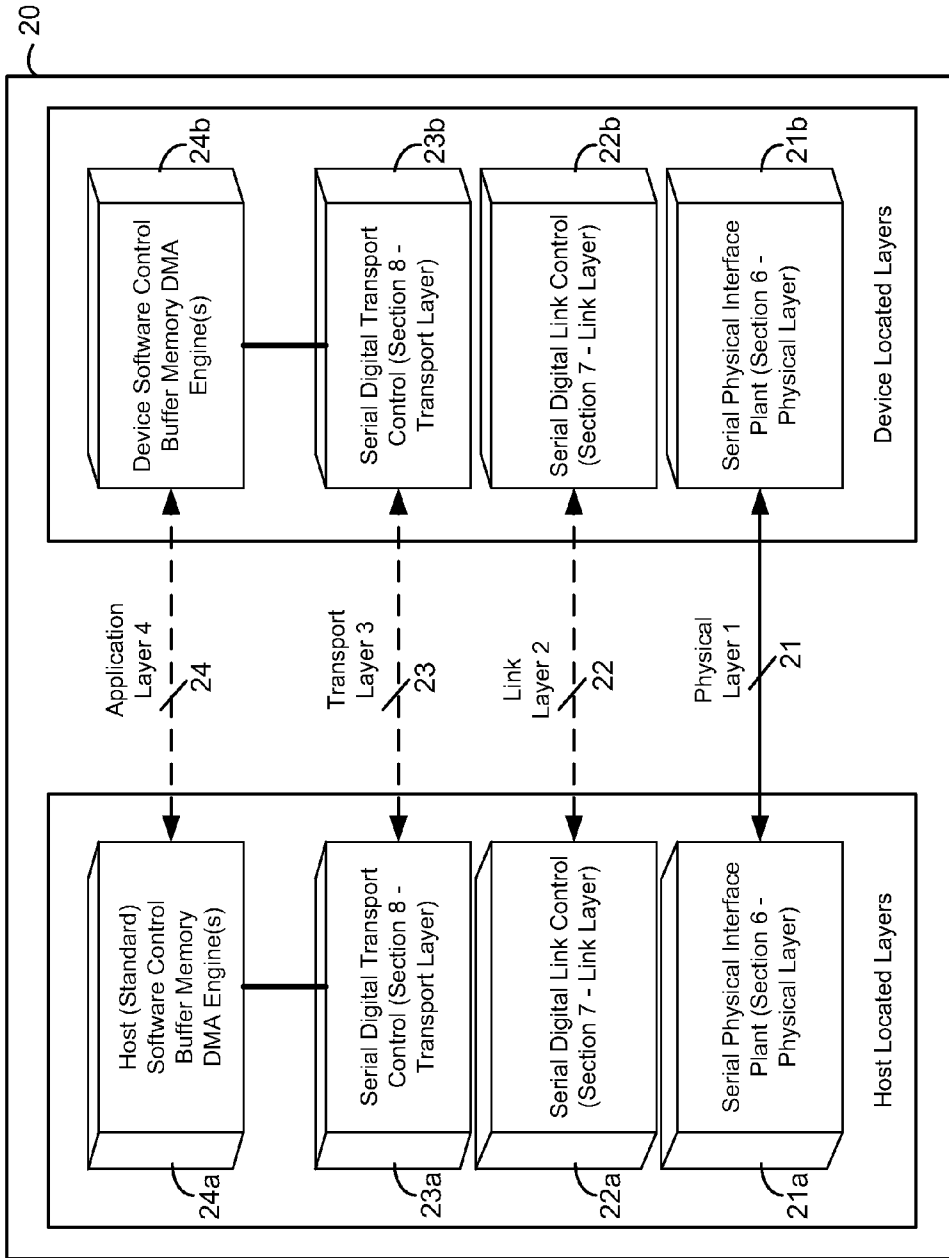 20
Host (Standard)
Software Control
Buffer Memory
DMA Engine(s)
24a
Application
Layer 4
24
Device Software Control
Buffer Memory DMA
Engine(s)
24b
Serial Digital Transport
Control (Section 8 -
Transport Layer)
23a
Transport
Layer 3
23
Serial Digital Transport
Control (Section 8 -
Transport Layer)
23b
Serial Digital Link Control
(Section 7 - Link Layer)
22a
Link
Layer 2
22
Serial Digital Link Control
(Section 7 - Link Layer)
22b
Serial Physical Interface
Plant (Section 6 -
Physical Layer)
21a
Physical
Layer 1
21
Serial Physical Interface
Plant (Section 6 -
Physical Layer)
21b
Host Located Layers
Device Located Layers